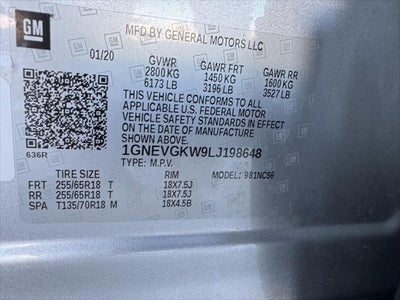 GM
MFD BY GENERAL MOTORS LLC
01/20
GVWR GAWR FRT GAWR RR
2800 KG 1450 KG 1600 KG
6173 LB 3196 LB 3527 LB
THIS VEHICLE CONFORMS TO ALL
APPLICABLE U.S. FEDERAL MOTOR
VEHICLE SAFETY STANDARDS IN
EFFECT ON THE DATE OF MANUFACTURE
SHOWN ABOVE.
636R
1GNEVGKW9LJ198648
TYPE: M.P.V. MODEL: 981NC56
TIRE SIZE RIM
FRT 255/65R18 T 18X7.5J
RR 255/65R18 T 18X7.5J
SPA T135/70R18 M 18X4.5B